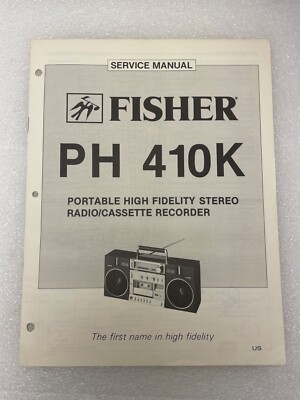 SERVICE MANUAL
FISHER®
PH 410K
PORTABLE HIGH FIDELITY STEREO
RADIO/CASSETTE RECORDER
The first name in high fidelity
US